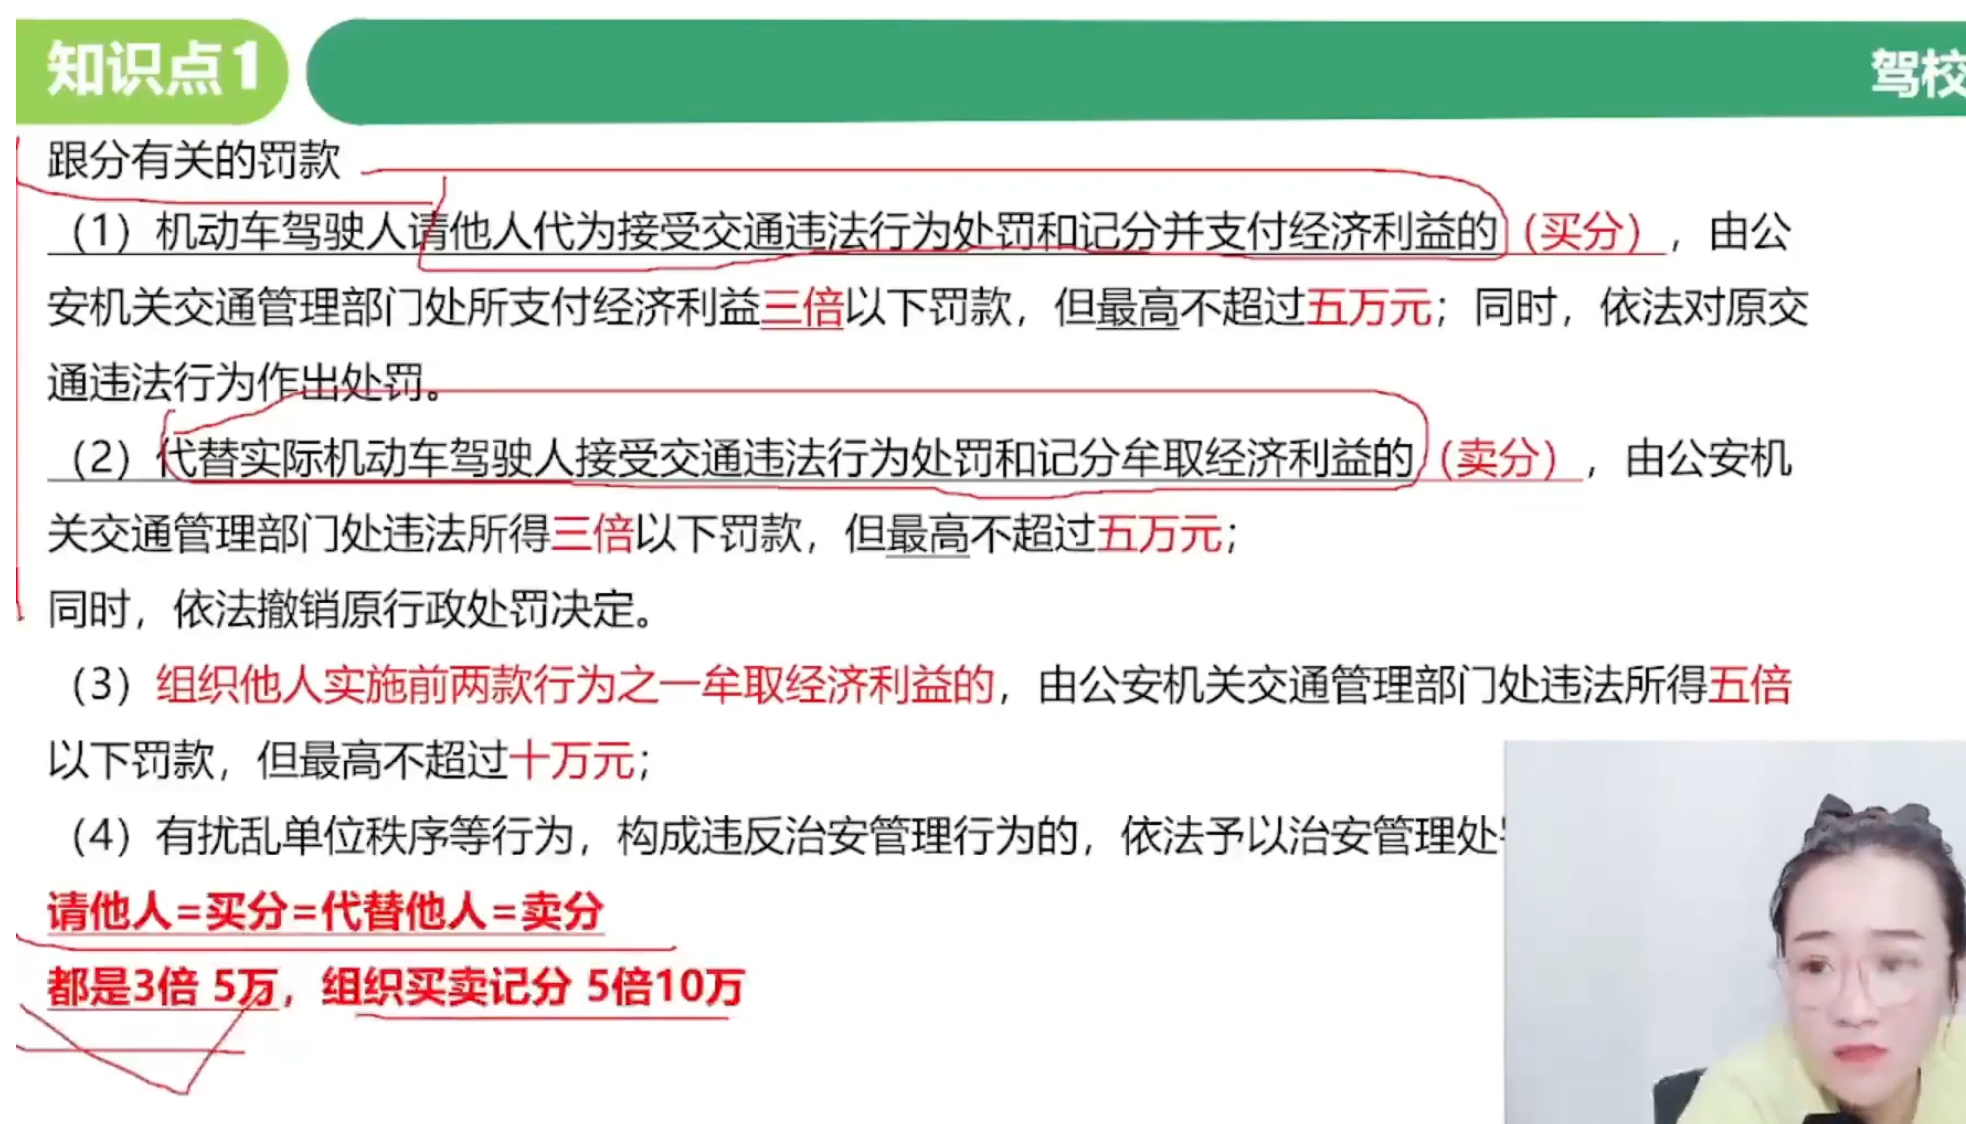 知识点1
驾校
跟分有关的罚款
（1）机动车驾驶人请他人代为接受交通违法行为处罚和记分并支付经济利益的（买分），由公
安机关交通管理部门处所支付经济利益三倍以下罚款，但最高不超过五万元；同时，依法对原交
通违法行为作出处罚。
（2）代替实际机动车驾驶人接受交通违法行为处罚和记分牟取经济利益的（卖分），由公安机
关交通管理部门处违法所得三倍以下罚款，但最高不超过五万元；
同时，依法撤销原行政处罚决定。
（3）组织他人实施前两款行为之一牟取经济利益的，由公安机关交通管理部门处违法所得五倍
以下罚款，但最高不超过十万元；
（4）有扰乱单位秩序等行为，构成违反治安管理行为的，依法予以治安管理处
请他人=买分=代替他人=卖分
都是3倍 5万，组织买卖记分 5倍10万